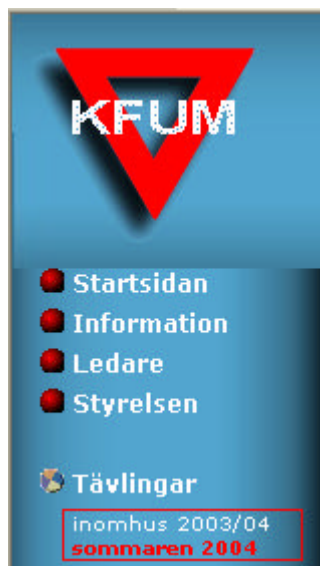 KFUM
Startsidan
Information
Ledare
Styrelsen
Tävlingar
inomhus 2003/04
sommaren 2004